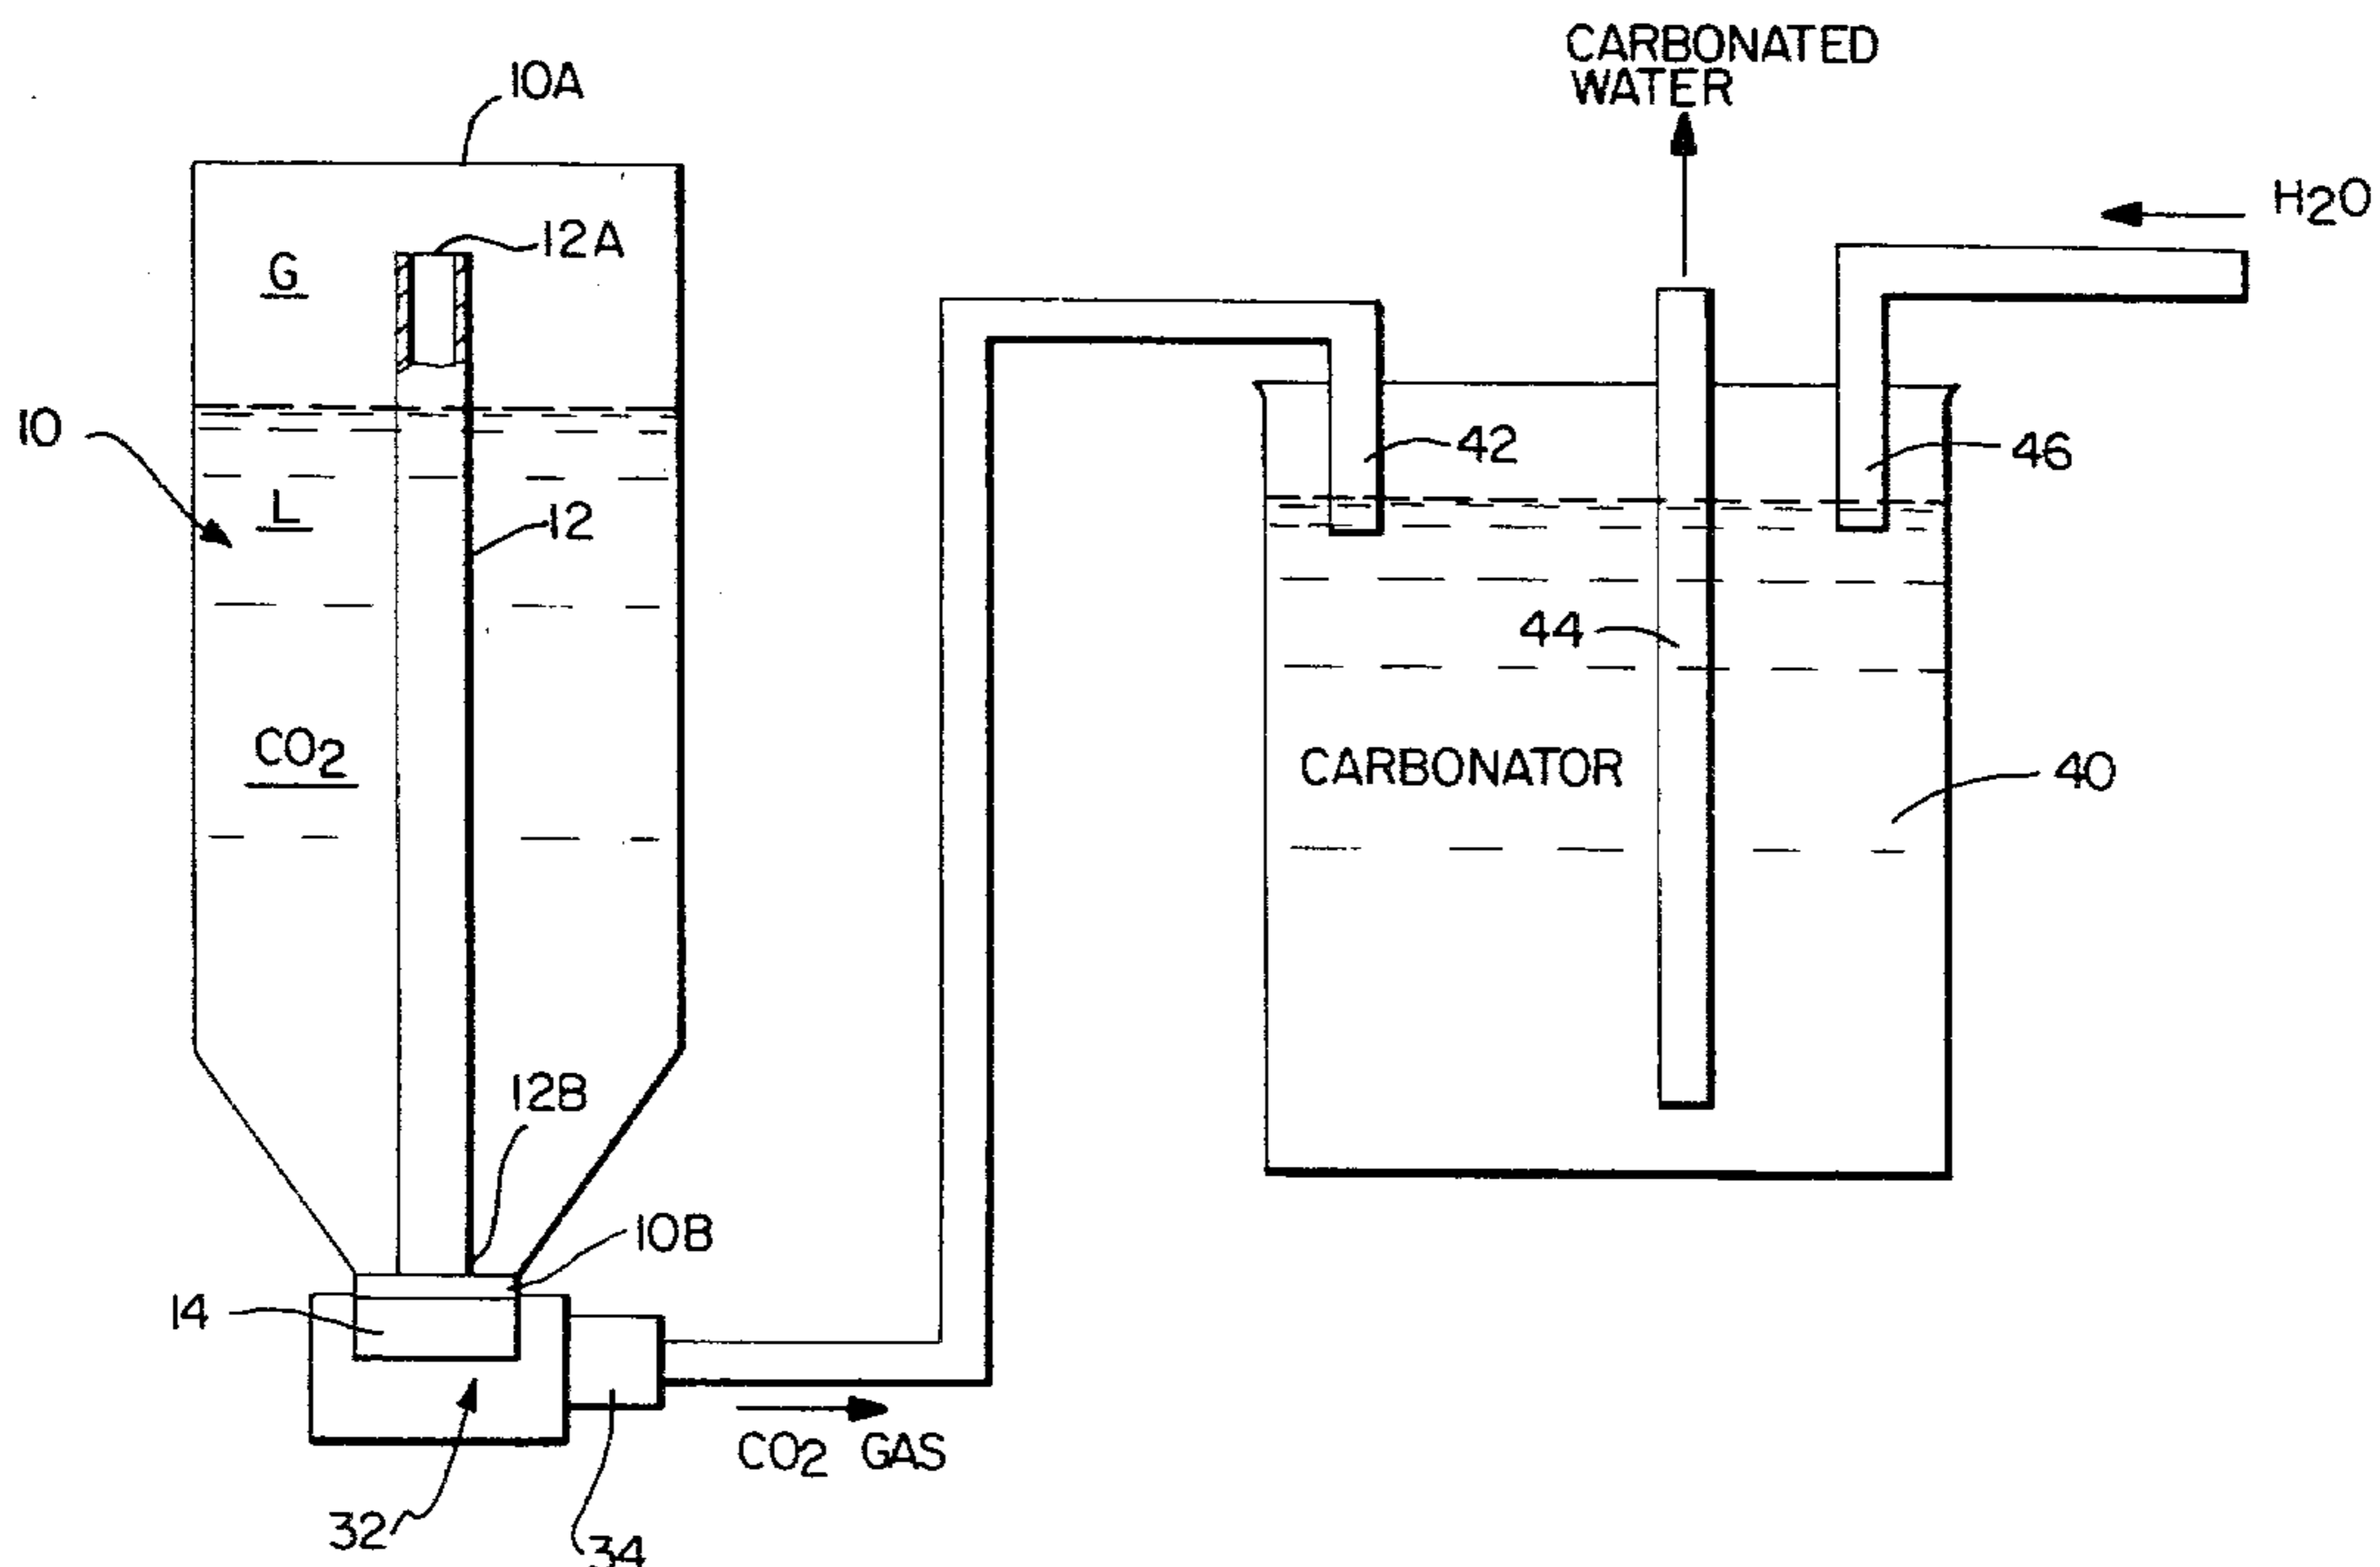 CARBONATED
WATER
10A
H2O
12A
G
10
42
46
L
12
44
CO2
CARBONATOR
40
12B
10B
14
CO2 GAS
32
34